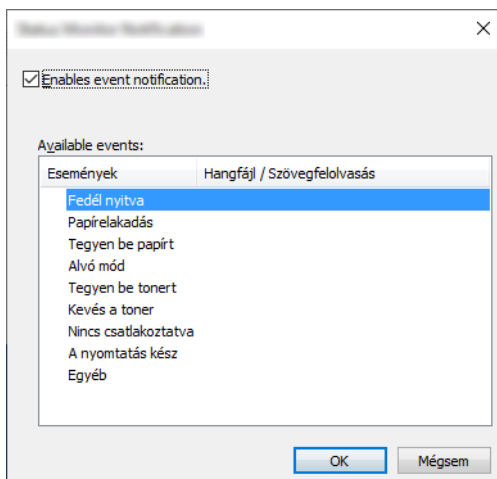 Enables event notification.
Available events:
Események Hangfájl / Szövegfelolvasás
Fedél nyitva
Papírelakadás
Tegyen be papírt
Alvó mód
Tegyen be tonert
Kevés a toner
Nincs csatlakoztatva
A nyomtatás kész
Egyéb
OK Mégsem